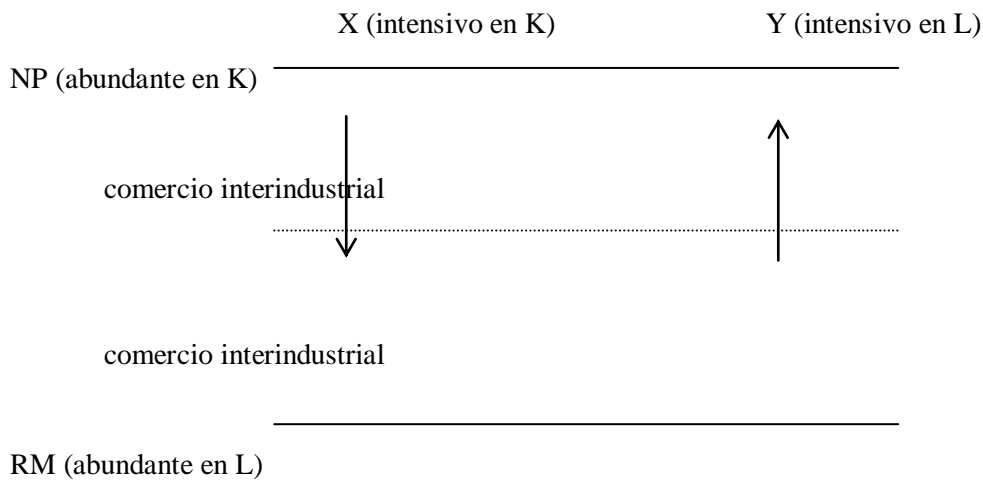 X (intensivo en K) Y (intensivo en L)
NP (abundante en K)
comercio interindustrial
comercio interindustrial
RM (abundante en L)